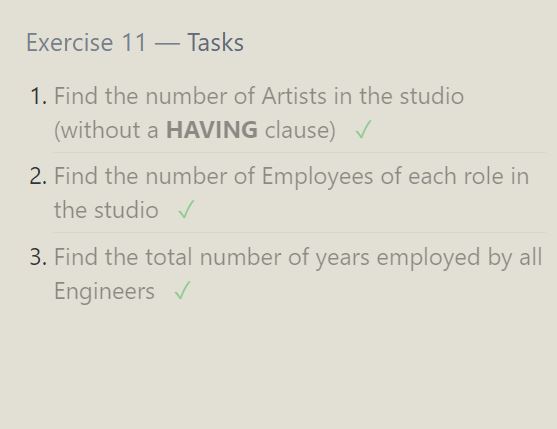 Exercise 11 — Tasks
1. Find the number of Artists in the studio
(without a HAVING clause) ✓
2. Find the number of Employees of each role in
the studio ✓
3. Find the total number of years employed by all
Engineers ✓